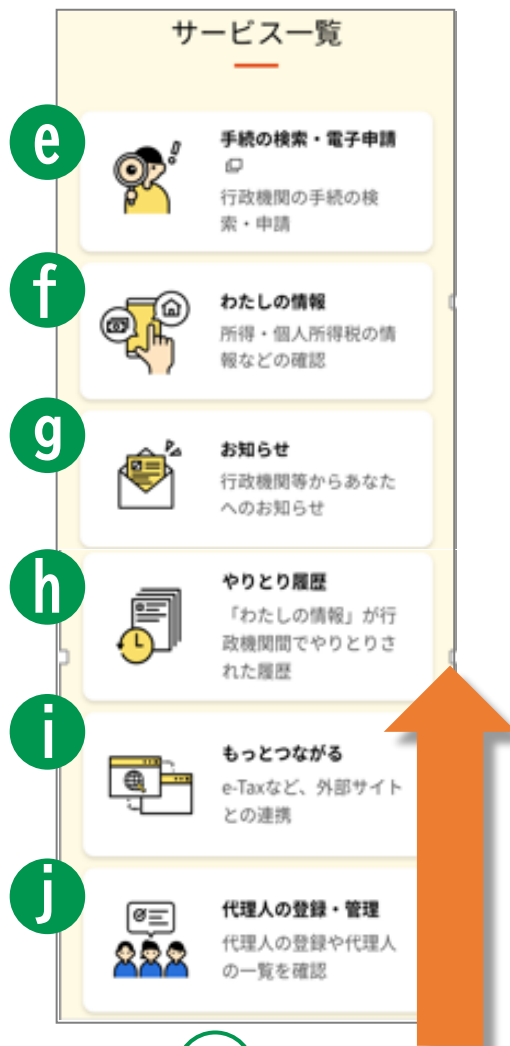 サービス一覧
e
手続の検索・電子申請
行政機関の手続の検
索・申請
f
わたしの情報
所得・個人所得税の情
報などの確認
g
お知らせ
行政機関等からあなた
へのお知らせ
h
やりとり履歴
「わたしの情報」が行
政機関間でやりとりさ
れた履歴
i
もっとつながる
e-Taxなど、外部サイト
との連携
j
代理人の登録・管理
代理人の登録や代理人
の一覧を確認